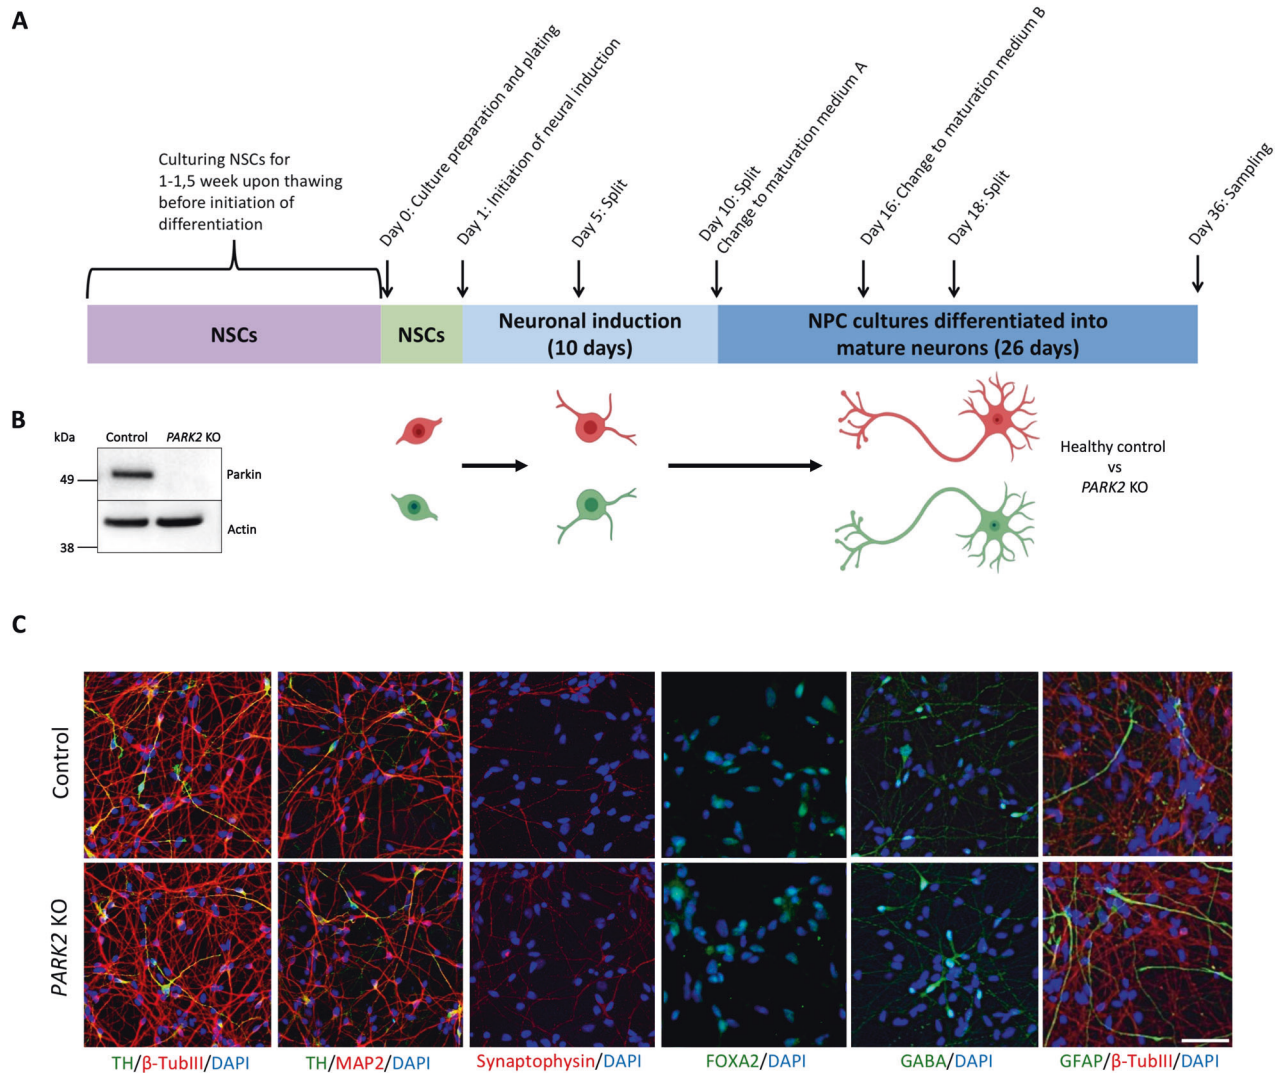 A
Culturing NSCs for
1-1,5 week upon thawing
before initiation of
differentiation
Day 0: Culture preparation and plating
Day 1: Initiation of neural induction
Day 5: Split
Day 10: Split
Change to maturation medium A
Day 16: Change to maturation medium B
Day 18: Split
Day 36: Sampling
NSCs
NSCs
Neuronal induction
(10 days)
NPC cultures differentiated into
mature neurons (26 days)
B
kDa
Control
PARK2 KO
49
Parkin
Actin
38
Healthy control
vs
PARK2 KO
C
Control
PARK2 KO
TH/β-TubIII/DAPI
TH/MAP2/DAPI
Synaptophysin/DAPI
FOXA2/DAPI
GABA/DAPI
GFAP/β-TubIII/DAPI